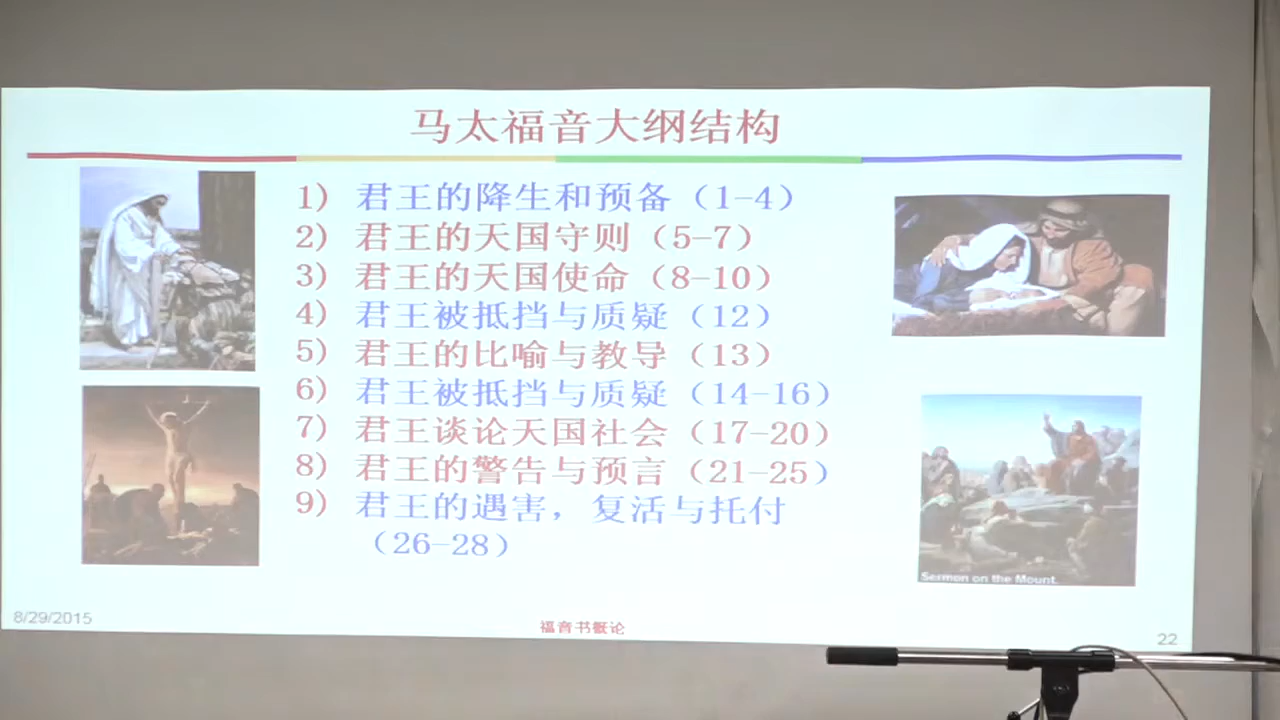 马太福音大纲结构
1) 君王的降生和预备（1-4）
2) 君王的天国守则（5-7）
3) 君王的天国使命（8-10）
4) 君王被抵挡与质疑（12）
5) 君王的比喻与教导（13）
6) 君王被抵挡与质疑（14-16）
7) 君王谈论天国社会（17-20）
8) 君王的警告与预言（21-25）
9) 君王的遇害，复活与托付
（26-28）
Sermon on the Mount.
8/29/2015
福音书概论
22